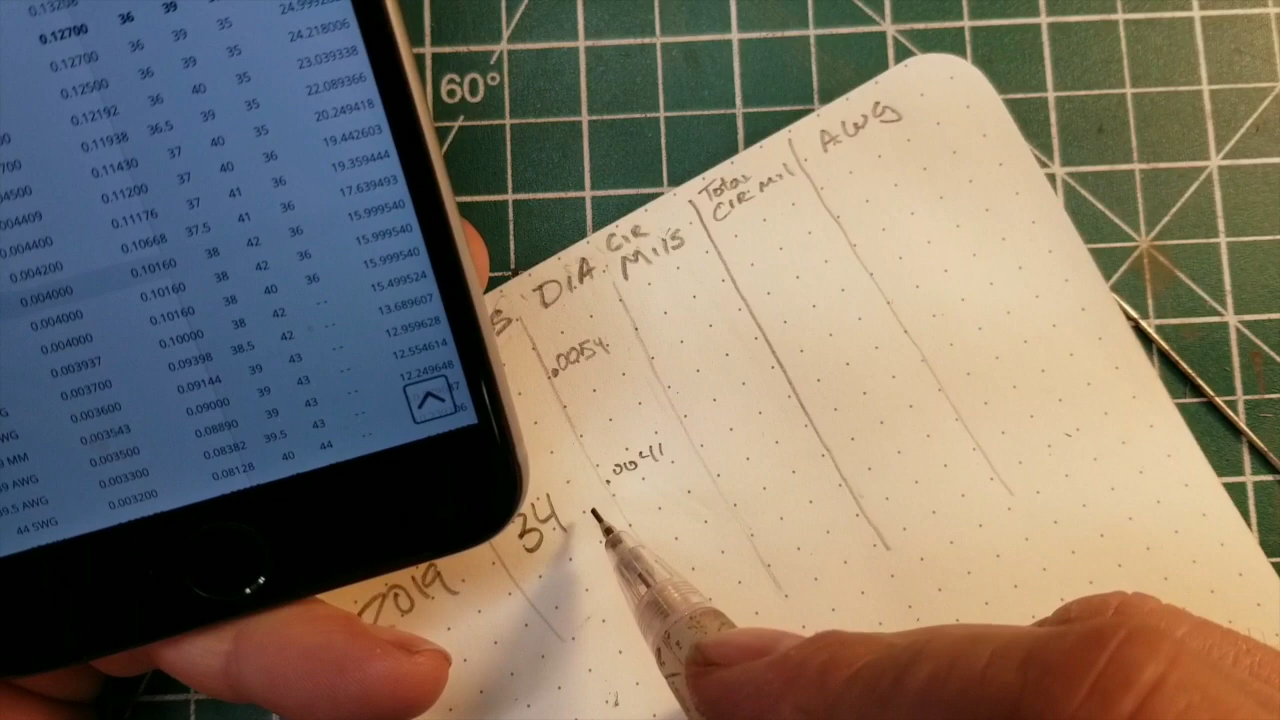 0.12700 36 39 35
0.12700 36 39 35
0.12500 36 39 35 24.218006
0.12192 36 40 35 23.039338
0.11938 36.5 39 35 22.089366
0.11430 37 40 35 20.249418
0.11200 37 40 36 19.442603
0.004400 0.11176 37 41 36 19.359444
0.004200 0.10668 37.5 41 36 17.639493
0.004000 0.10160 38 42 36 15.999540
0.004000 0.10160 38 42 36 15.999540
0.004000 0.10160 38 40 36 15.999540
0.003937 0.10000 38 42 -- 15.499524
0.003700 0.09398 38.5 42 -- 13.689607
0.003600 0.09144 39 43 -- 12.959628
0.003543 0.09000 39 43 -- 12.554614
0.003500 0.08890 39 43 -- 12.249648
0.003300 0.08382 39.5 43 --
44 SWG 0.003200 0.08128 40 44 --
60°
DIA. CIR Mils Total CIR. Mil AWG
.0054
.0041
2019 34